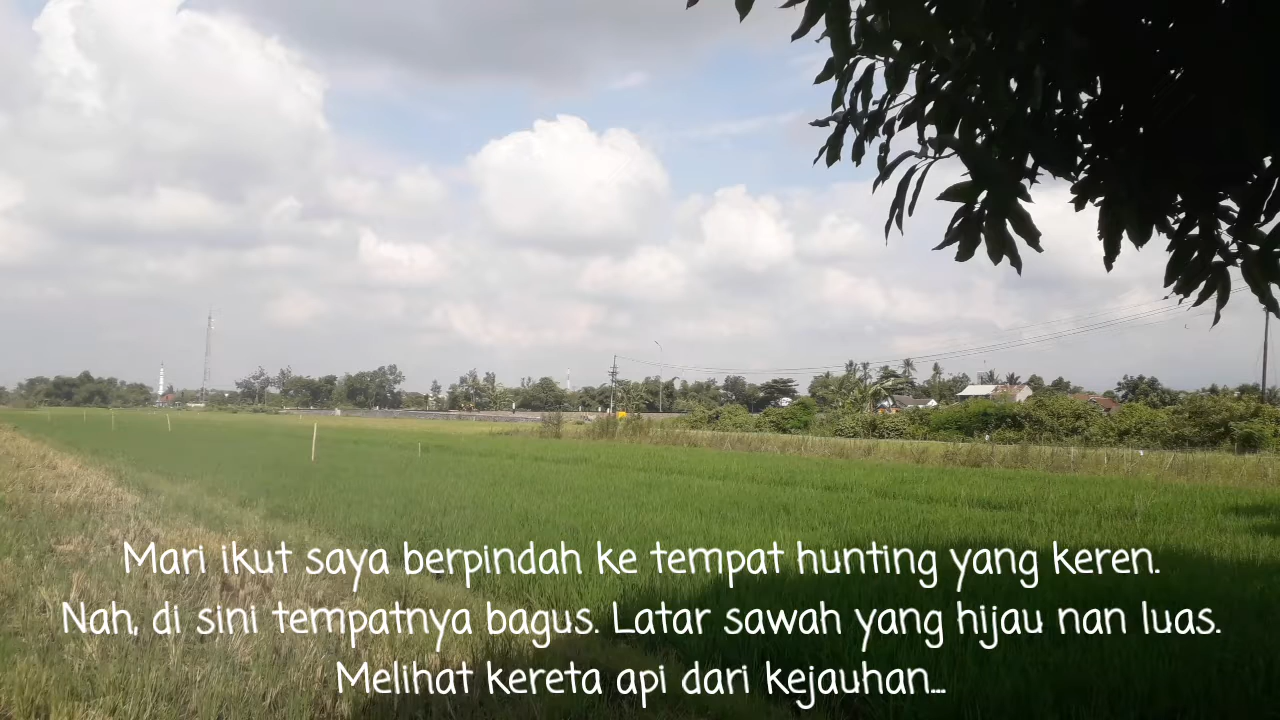 Mari ikut saya berpindah ke tempat hunting yang keren.
Nah, di sini tempatnya bagus. Latar sawah yang hijau nan luas.
Melihat kereta api dari kejauhan...